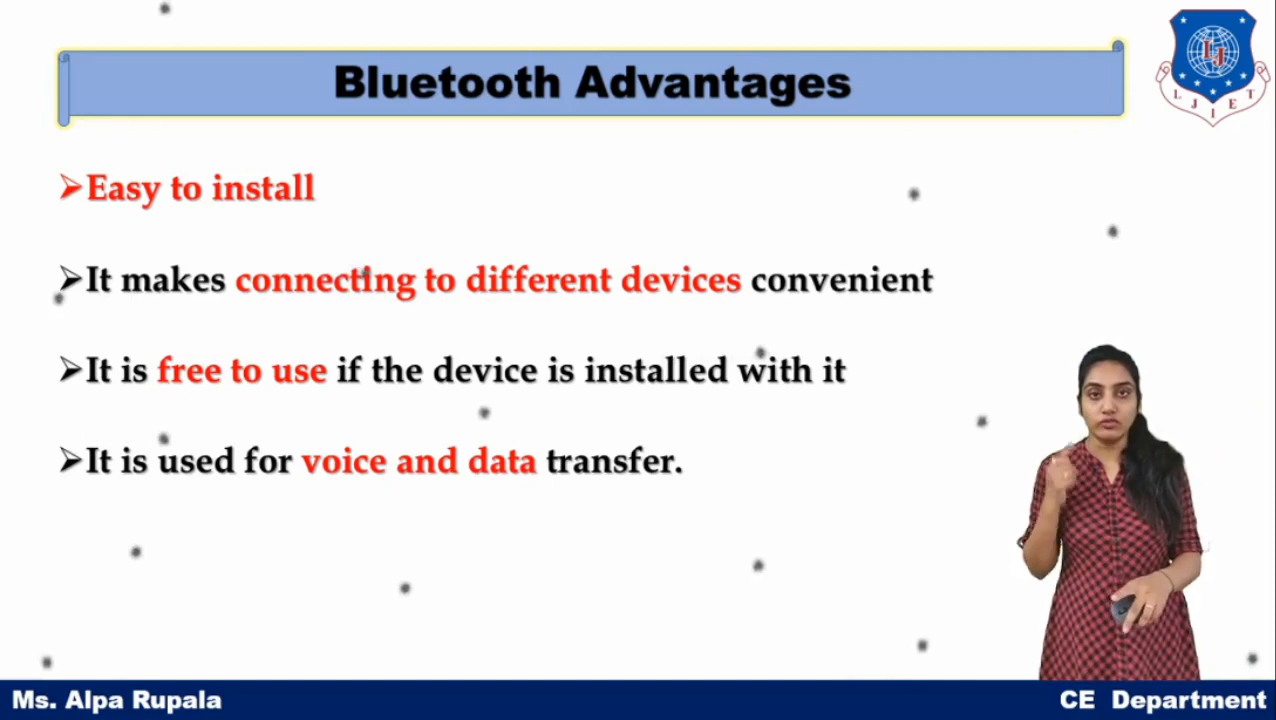 Bluetooth Advantages
LJIET
➢Easy to install
➢It makes connecting to different devices convenient
➢It is free to use if the device is installed with it
➢It is used for voice and data transfer.
Ms. Alpa Rupala
CE Department